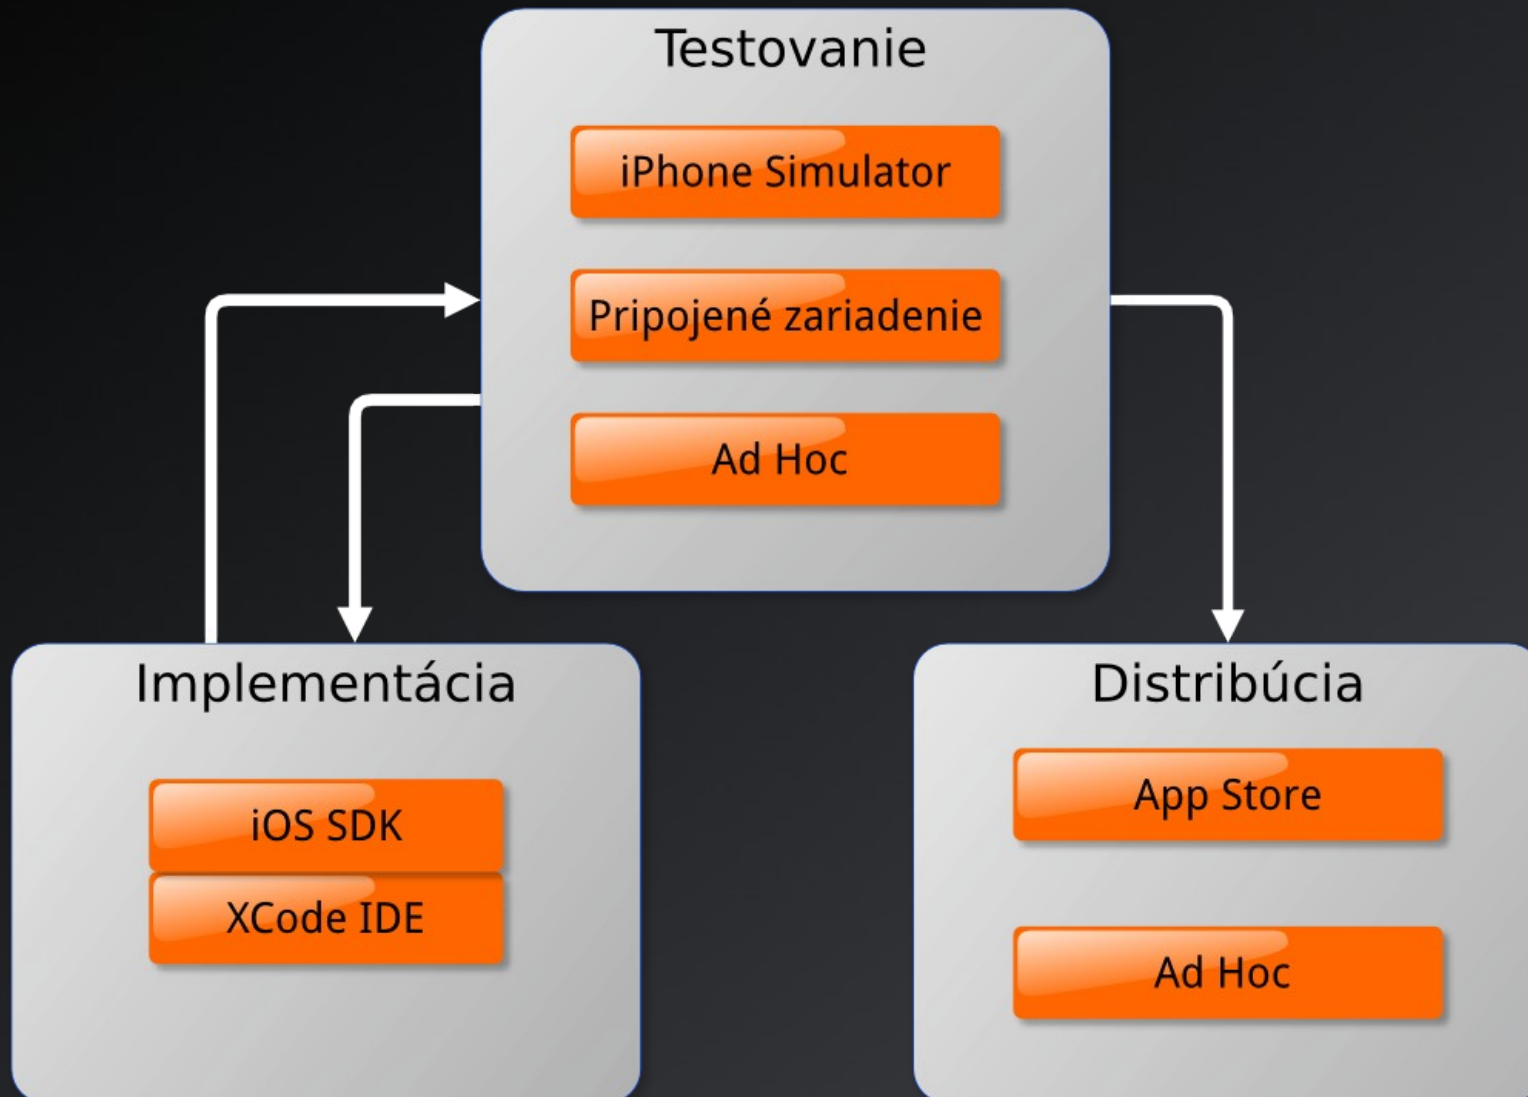 Testovanie
iPhone Simulator
Pripojené zariadenie
Ad Hoc
Implementácia
iOS SDK
XCode IDE
Distribúcia
App Store
Ad Hoc